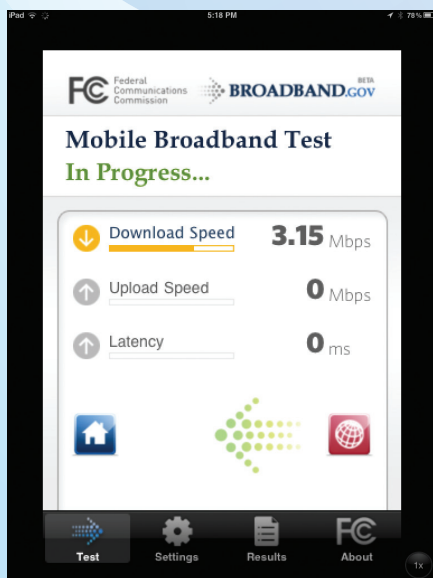 iPad 5:18 PM 78%
FC Federal
Communications
Commission
BETA
BROADBAND.GOV
Mobile Broadband Test
In Progress...
Download Speed 3.15 Mbps
Upload Speed 0 Mbps
Latency 0 ms
FC
Test Settings Results About
1x